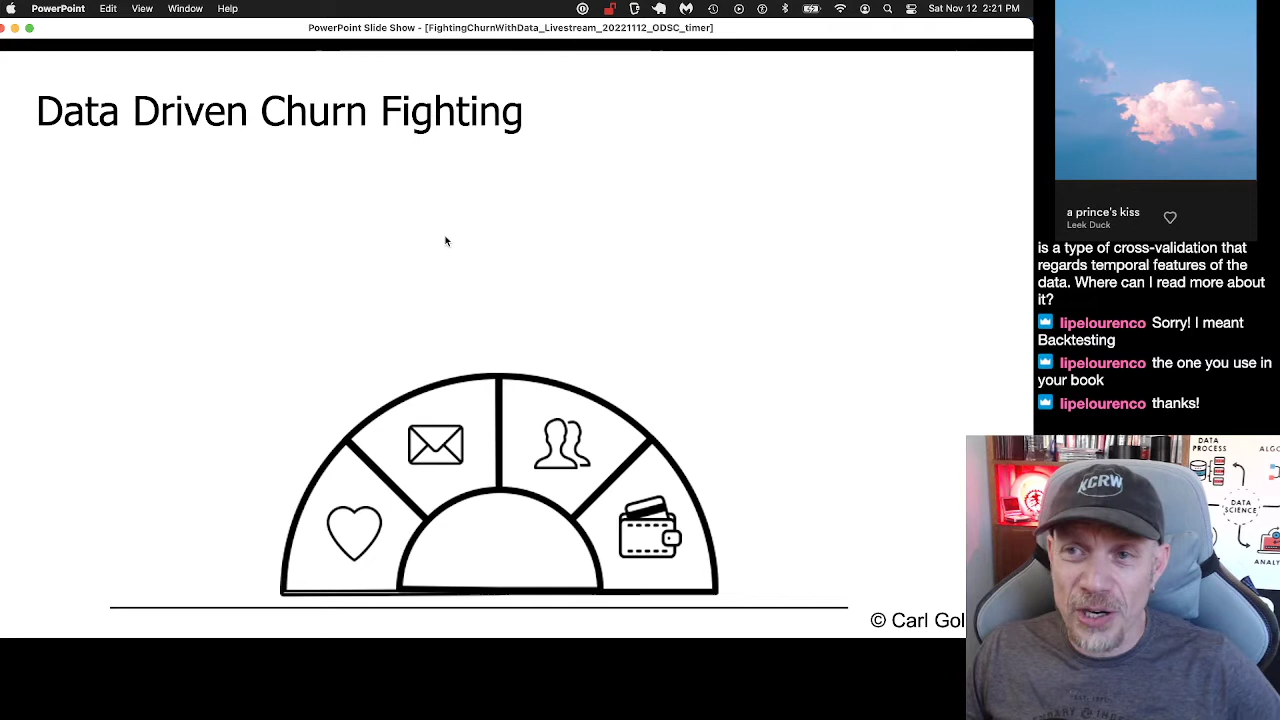 PowerPoint Edit View Window Help
Sat Nov 12 2:21 PM
PowerPoint Slide Show - [FightingChurnWithData_Livestream_20221112_ODSC_timer]
Data Driven Churn Fighting
© Carl Gol
a prince's kiss
Leek Duck
is a type of cross-validation that
regards temporal features of the
data. Where can I read more about
it?
lipelourenco Sorry! I meant
Backtesting
lipelourenco the one you use in
your book
lipelourenco thanks!
DATA
PROCESS
ALGO
DATA
SCIENCE
ANALY
KCRW